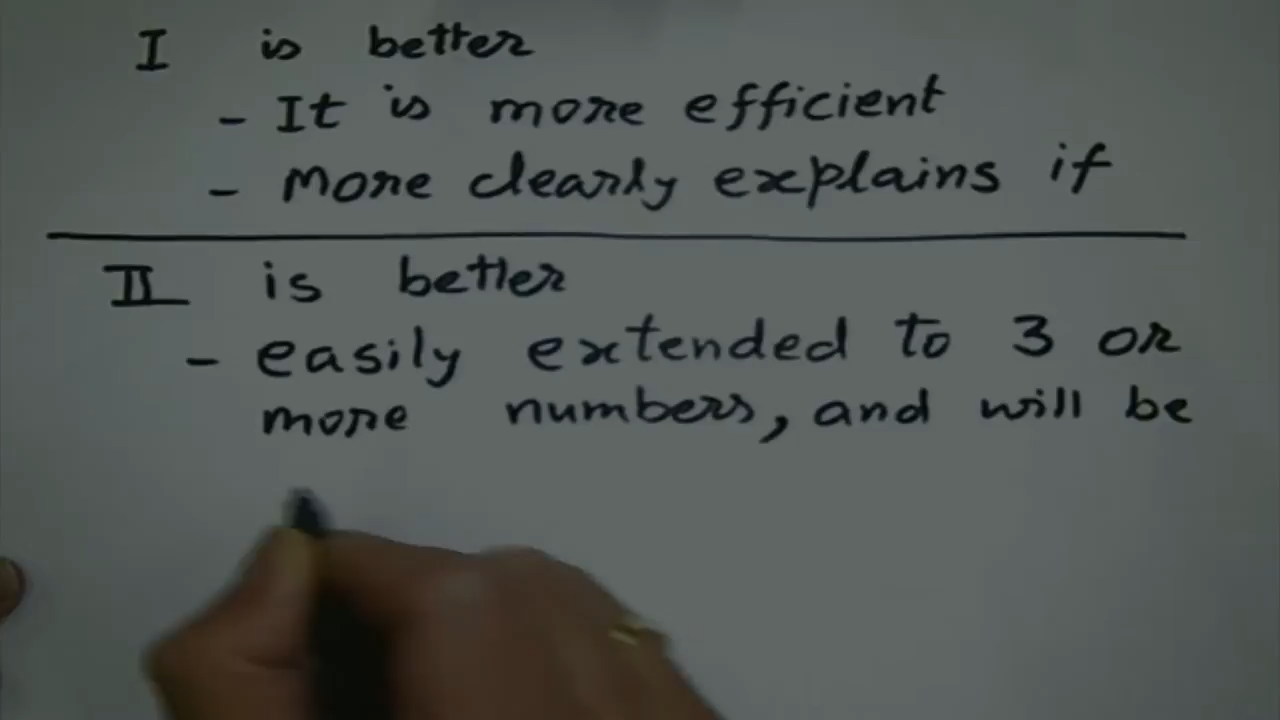 I is better
- It is more efficient
- More clearly explains if
II is better
- easily extended to 3 or
more numbers, and will be